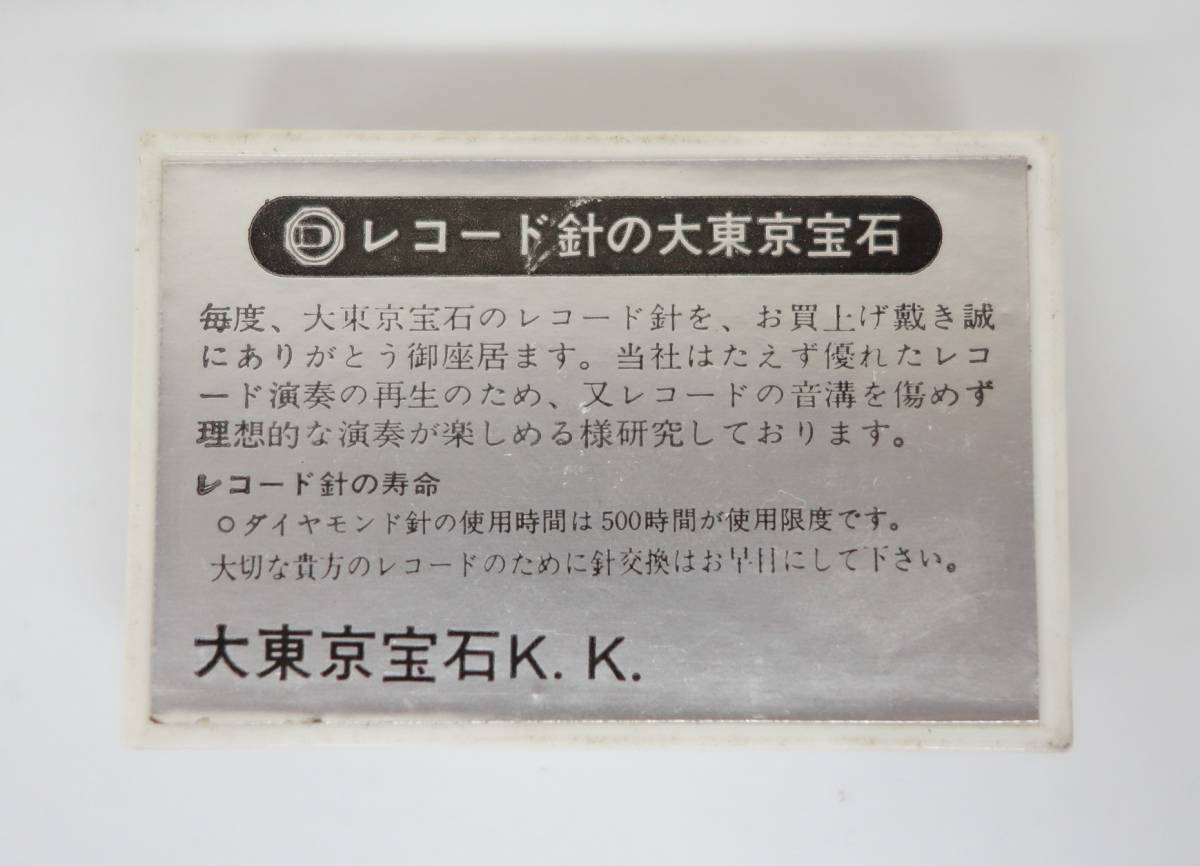 D レコード針の大東京宝石
毎度、大東京宝石のレコード針を、お買上げ戴き誠
にありがとう御座居ます。当社はたえず優れたレコ
ード演奏の再生のため、又レコードの音溝を傷めず
理想的な演奏が楽しめる様研究しております。
レコード針の寿命
○ダイヤモンド針の使用時間は500時間が使用限度です。
大切な貴方のレコードのために針交換はお早目にして下さい。
大東京宝石K.K.